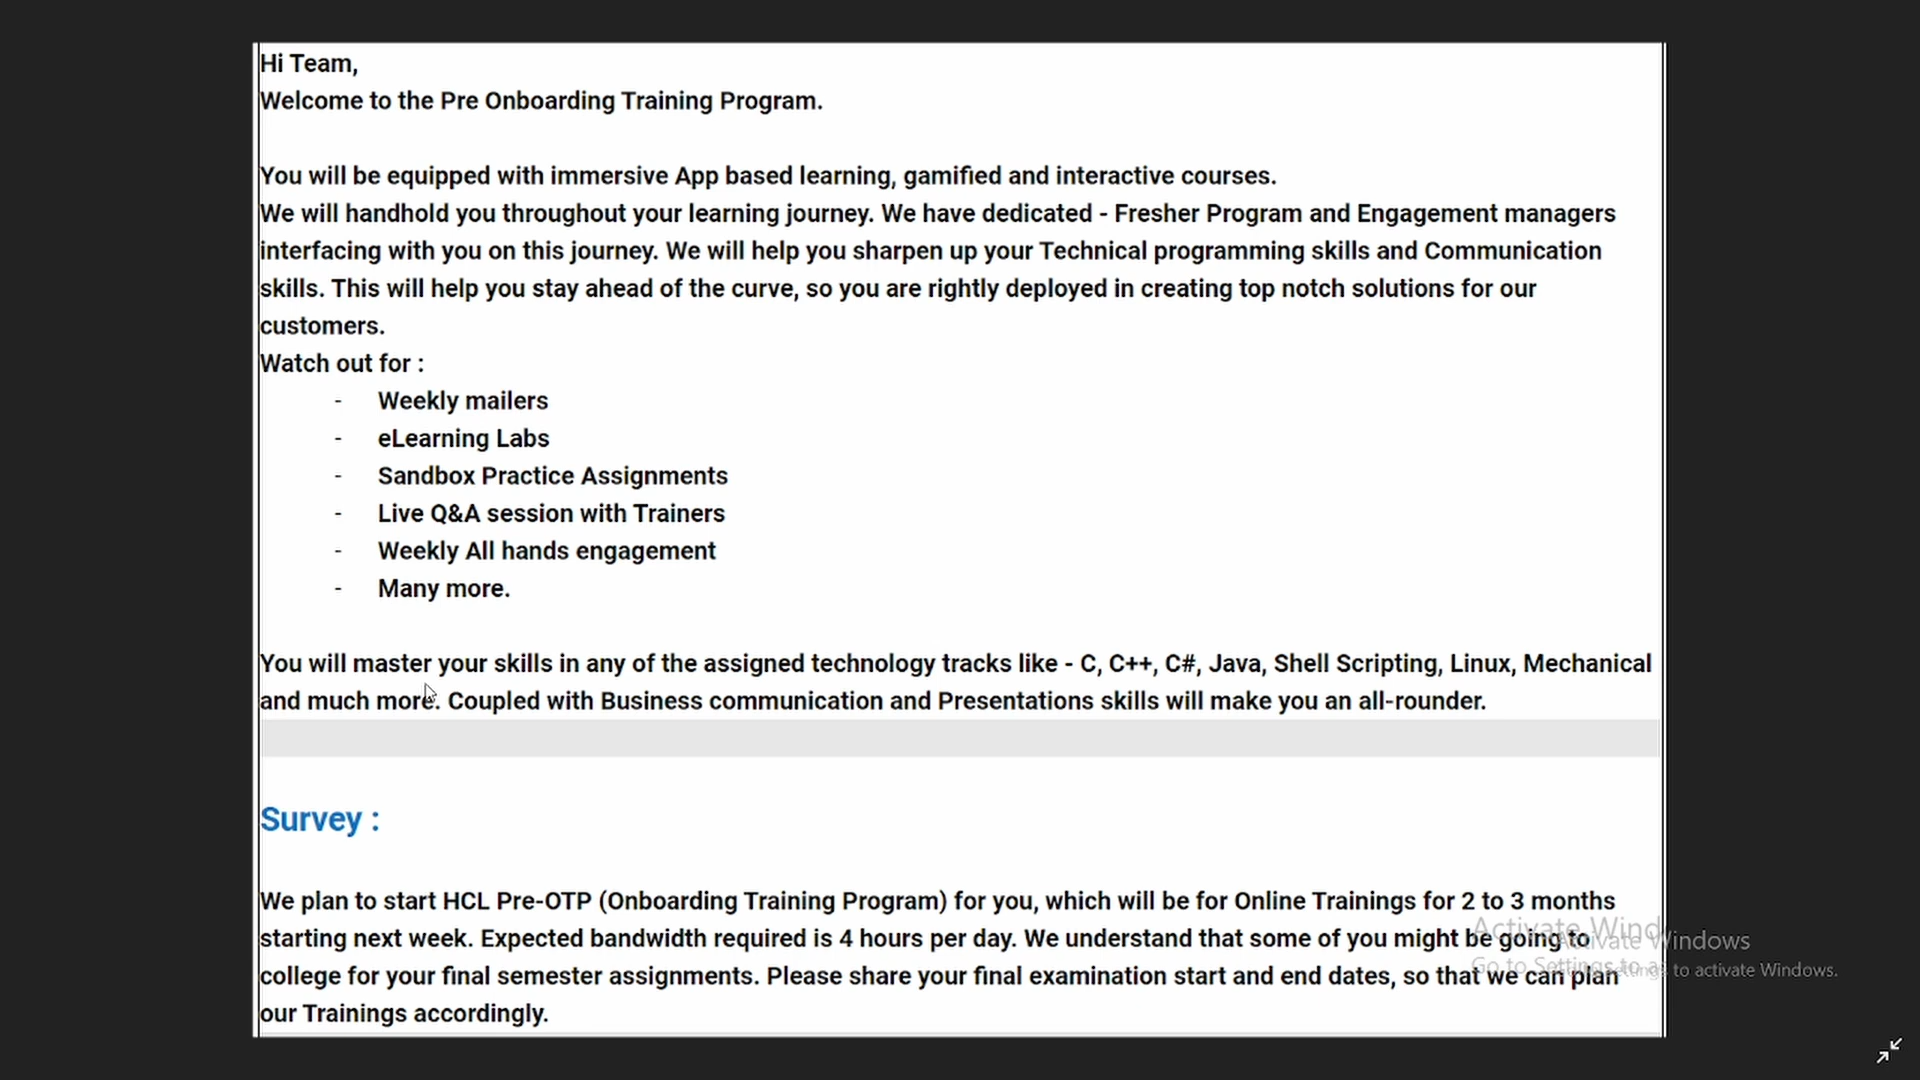 Hi Team,
Welcome to the Pre Onboarding Training Program.
You will be equipped with immersive App based learning, gamified and interactive courses.
We will handhold you throughout your learning journey. We have dedicated - Fresher Program and Engagement managers
interfacing with you on this journey. We will help you sharpen up your Technical programming skills and Communication
skills. This will help you stay ahead of the curve, so you are rightly deployed in creating top notch solutions for our
customers.
Watch out for :
- Weekly mailers
- eLearning Labs
- Sandbox Practice Assignments
- Live Q&A session with Trainers
- Weekly All hands engagement
- Many more.
You will master your skills in any of the assigned technology tracks like - C, C++, C#, Java, Shell Scripting, Linux, Mechanical
and much more. Coupled with Business communication and Presentations skills will make you an all-rounder.
Survey :
We plan to start HCL Pre-OTP (Onboarding Training Program) for you, which will be for Online Trainings for 2 to 3 months
starting next week. Expected bandwidth required is 4 hours per day. We understand that some of you might be going to
college for your final semester assignments. Please share your final examination start and end dates, so that we can plan
our Trainings accordingly.
Activate Wind
Activate Windows
Go to Settings to a
to activate Windows.